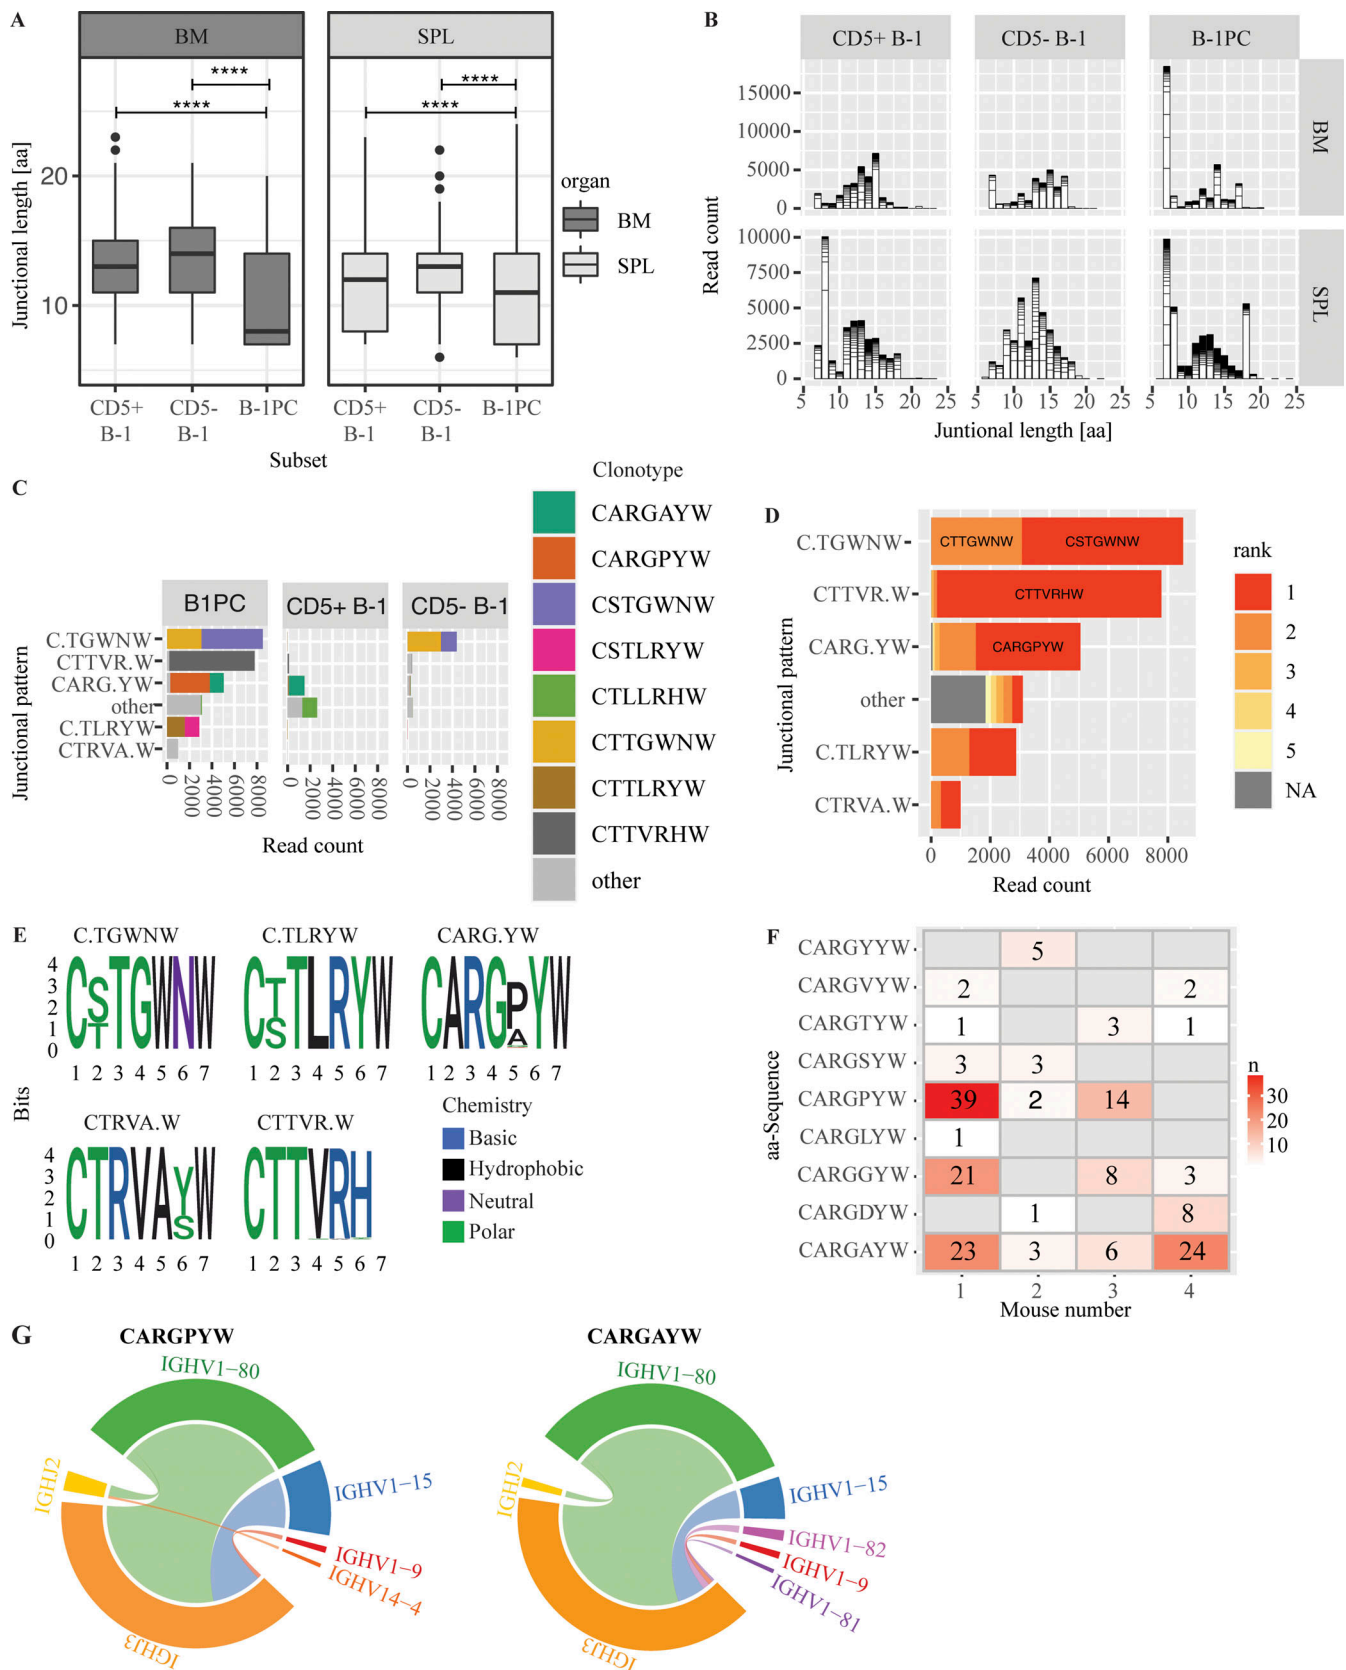 A
BM
SPL
****
****
****
****
Junctional length [aa]
20
10
CD5+
B-1
CD5-
B-1
B-1PC
CD5+
B-1
CD5-
B-1
B-1PC
Subset
organ
BM
SPL
B
CD5+ B-1
CD5- B-1
B-1PC
BM
SPL
Read count
15000
10000
5000
0
10000
7500
5000
2500
0
5 10 15 20 25
5 10 15 20 25
5 10 15 20 25
Juntional length [aa]
C
B1PC
CD5+ B-1
CD5- B-1
Junctional pattern
C.TGWNW
CTTVR.W
CARG.YW
other
C.TLRYW
CTRVA.W
0 2000 4000 6000 8000
0 2000 4000 6000 8000
0 2000 4000 6000 8000
Read count
Clonotype
CARGAYW
CARGPYW
CSTGWNW
CSTLRYW
CTLLRHW
CTTGWNW
CTTLRYW
CTTVRHW
other
D
Junctional pattern
C.TGWNW
CTTVR.W
CARG.YW
other
C.TLRYW
CTRVA.W
CTTGWNW
CSTGWNW
CTTVRHW
CARGPYW
0 2000 4000 6000 8000
Read count
rank
1
2
3
4
5
NA
E
C.TGWNW
C.TLRYW
CARG.YW
4
3
2
1
0
CSTGWNW
T
CTTLRYW
S
CARGPYW
A
1 2 3 4 5 6 7
1 2 3 4 5 6 7
1 2 3 4 5 6 7
Bits
CTRVA.W
CTTVR.W
4
3
2
1
0
CTRVAYW
S
CTTVRH
1 2 3 4 5 6 7
1 2 3 4 5 6 7
Chemistry
Basic
Hydrophobic
Neutral
Polar
F
aa-Sequence
CARGYYW 5
CARGVYW 2 2
CARGTYW 1 3 1
CARGSYW 3 3
CARGPYW 39 2 14
CARGLYW 1
CARGGYW 21 8 3
CARGDYW 1 8
CARGAYW 23 3 6 24
1 2 3 4
Mouse number
n
30
20
10
G
CARGPYW
IGHV1-80
IGHV1-15
IGHV1-9
IGHV14-4
IGHJ3
IGHJ2
CARGAYW
IGHV1-80
IGHV1-15
IGHV1-82
IGHV1-9
IGHV1-81
IGHJ3
IGHJ2